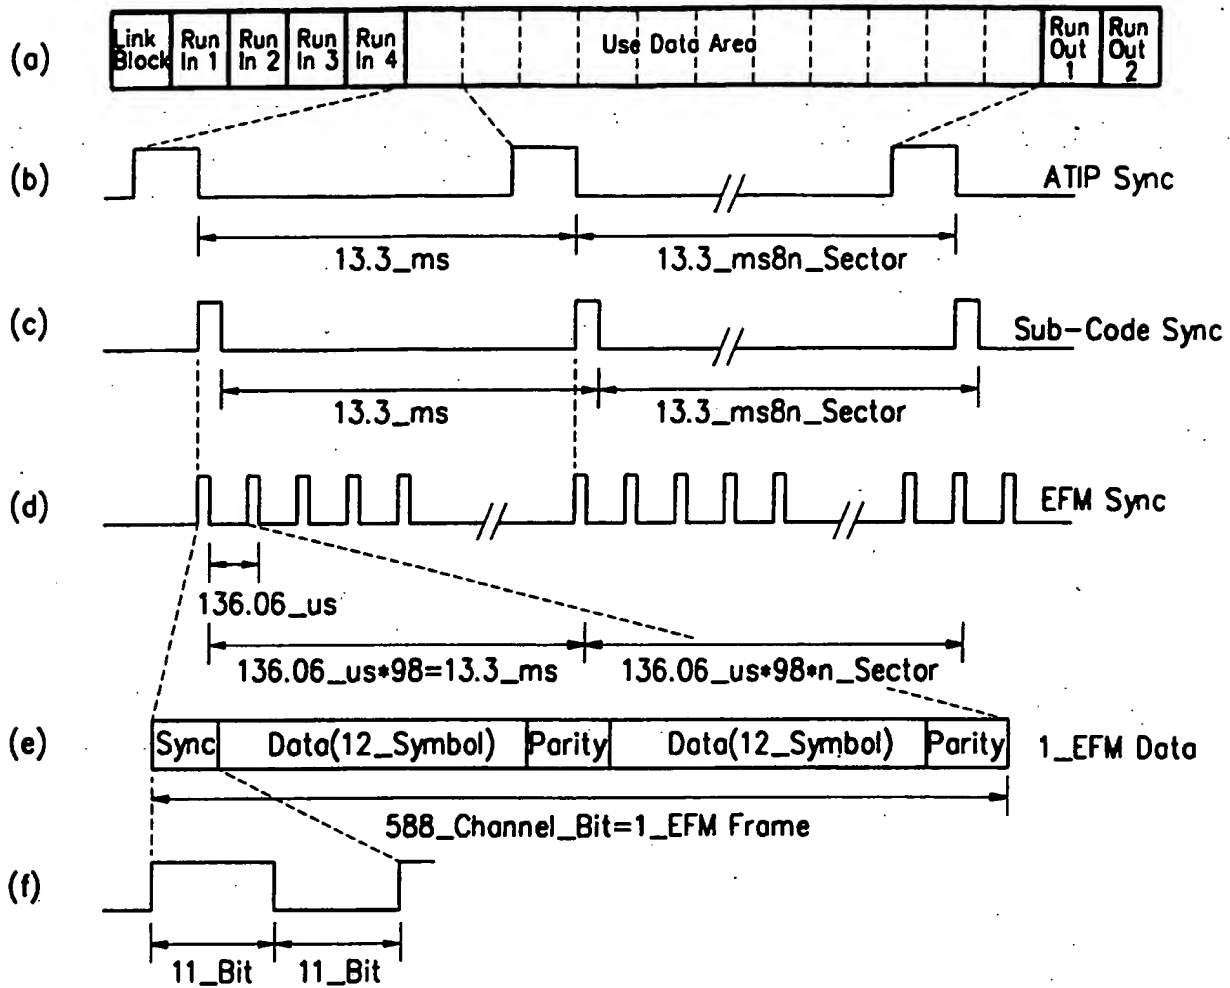 (a)
Link Block
Run In 1
Run In 2
Run In 3
Run In 4
Use Data Area
Run Out 1
Run Out 2
(b)
ATIP Sync
13.3_ms
13.3_ms8n_Sector
(c)
Sub-Code Sync
13.3_ms
13.3_ms8n_Sector
(d)
EFM Sync
136.06_us
136.06_us*98=13.3_ms
136.06_us*98*n_Sector
(e)
Sync
Data(12_Symbol)
Parity
Data(12_Symbol)
Parity
1_EFM Data
588_Channel_Bit=1_EFM Frame
(f)
11_Bit
11_Bit